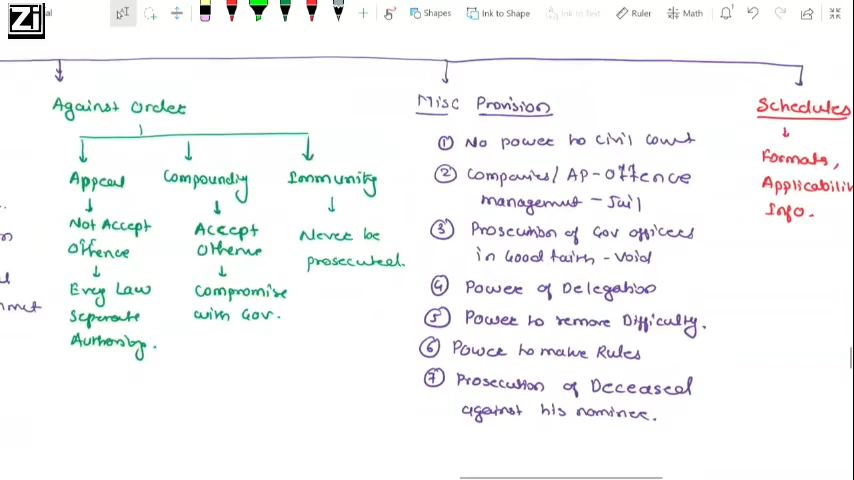 Zi
al
Shapes
Ink to Shape
Ink to Text
Ruler
Math
Against Order
Appeal
Not Accept
Offence
Every Law
Separate
Authority.
Compounding
Accept
Offence
Compromise
with Gov.
Immunity
Never be
prosecuted.
Misc Provision
① No power to civil court
② Companies/AP-Offence
management - Jail
③ Prosecution of Gov officers
in Good faith - Void
④ Power of Delegation
⑤ Power to remove Difficulty.
⑥ Power to make Rules
⑦ Prosecution of Deceased
against his nominee.
Schedules
Formats,
Applicabilit
Info.